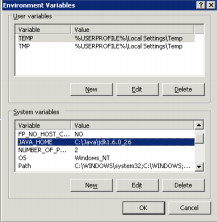 Environment Variables
User variables
Variable Value
TEMP %USERPROFILE%\Local Settings\Temp
TMP %USERPROFILE%\Local Settings\Temp
New Edit Delete
System variables
Variable Value
FP_NO_HOST_C... NO
JAVA_HOME C:\Java\jdk1.6.0_26
NUMBER_OF_P... 2
OS Windows_NT
Path C:\WINDOWS\system32;C:\WINDOWS;...
New Edit Delete
OK Cancel